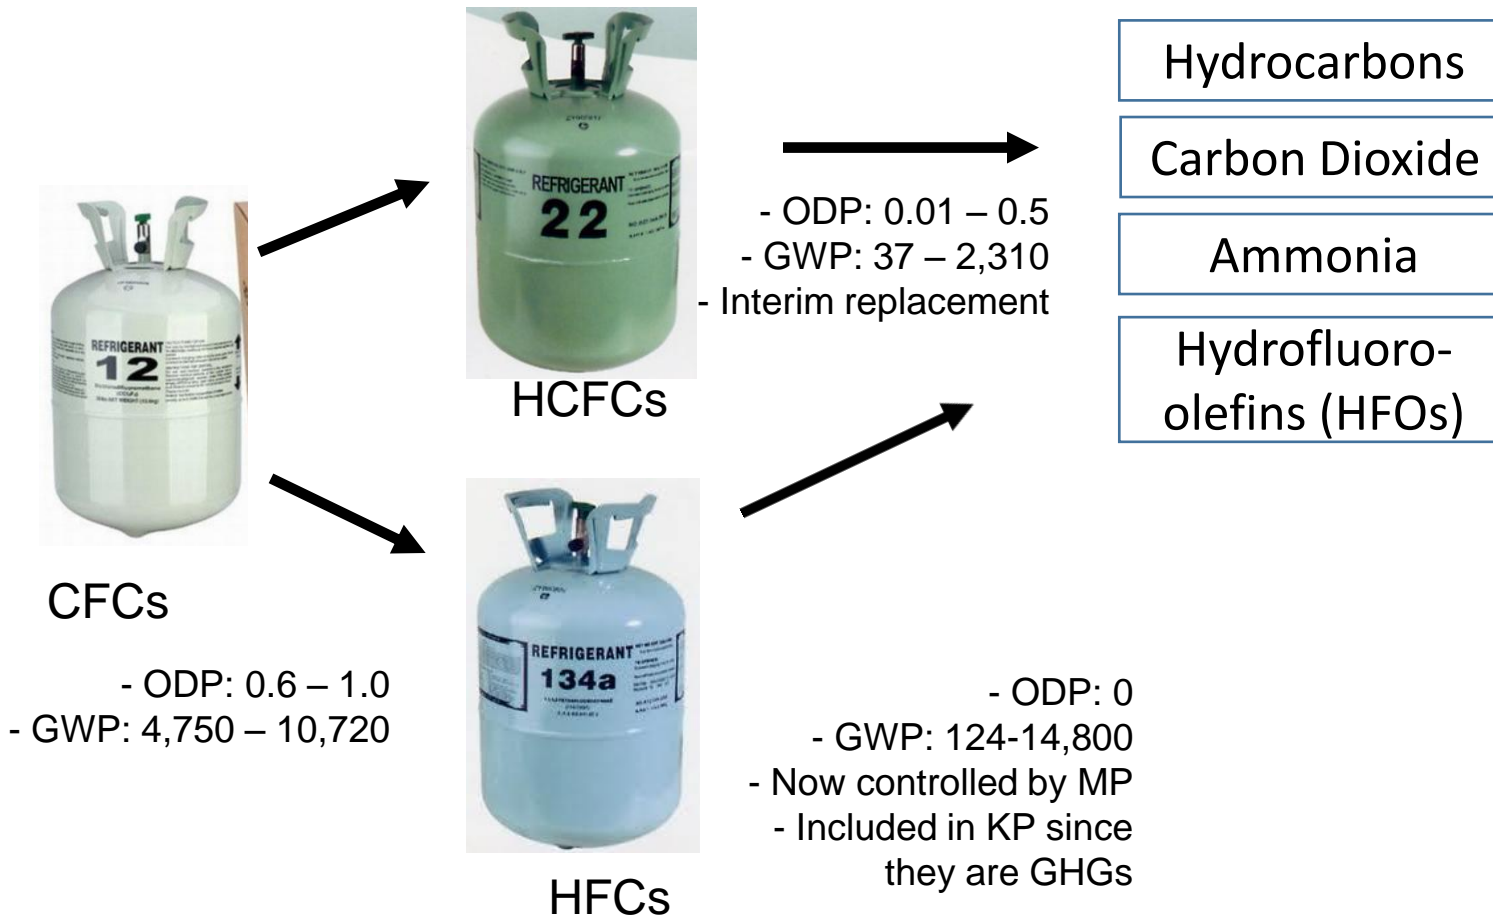 REFRIGERANT
12
CFCs
- ODP: 0.6 – 1.0
- GWP: 4,750 – 10,720
REFRIGERANT
22
HCFCs
- ODP: 0.01 – 0.5
- GWP: 37 – 2,310
- Interim replacement
REFRIGERANT
134a
HFCs
- ODP: 0
- GWP: 124-14,800
- Now controlled by MP
- Included in KP since
they are GHGs
Hydrocarbons
Carbon Dioxide
Ammonia
Hydrofluoro-
olefins (HFOs)